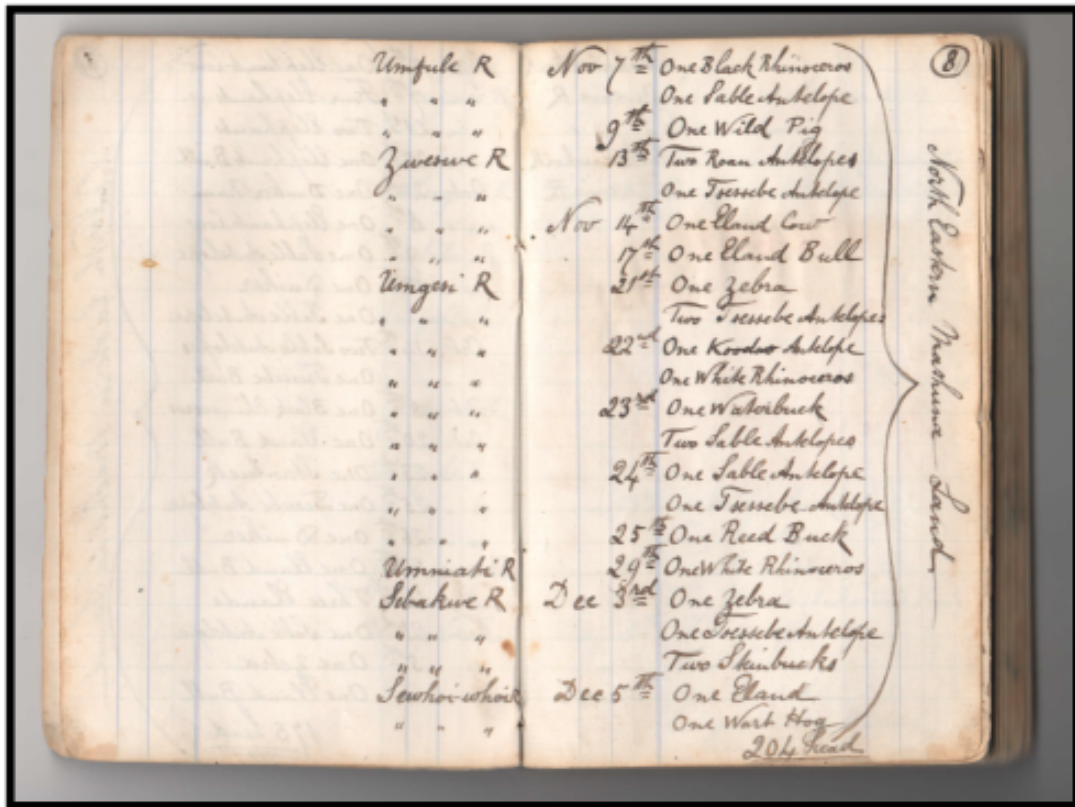 8
Umfule R Nov 7th One Black Rhinoceros
" " " One Sable Antelope
" " " 9th One Wild Pig
Zweswe R 13th Two Roan Antelopes
" " " One Tsessebe Antelope
" " " Nov 14th One Eland Cow
" " " 17th One Eland Bull
Umgesi R 21st One Zebra
" " " Two Tsessebe Antelopes
" " " 22nd One Koodoo Antelope
" " " One White Rhinoceros
" " " 23rd One Waterbuck
" " " Two Sable Antelopes
" " " 24th One Sable Antelope
" " " One Tsessebe Antelope
" " " 25th One Reed Buck
Umniati R 29th One White Rhinoceros
Sebakwe R Dec 3rd One Zebra
" " " One Tsessebe Antelope
" " " Two Steinbucks
Sewhoi-whoi R Dec 5th One Eland
" " " One Wart Hog
204 head
North Eastern Mashuna Land